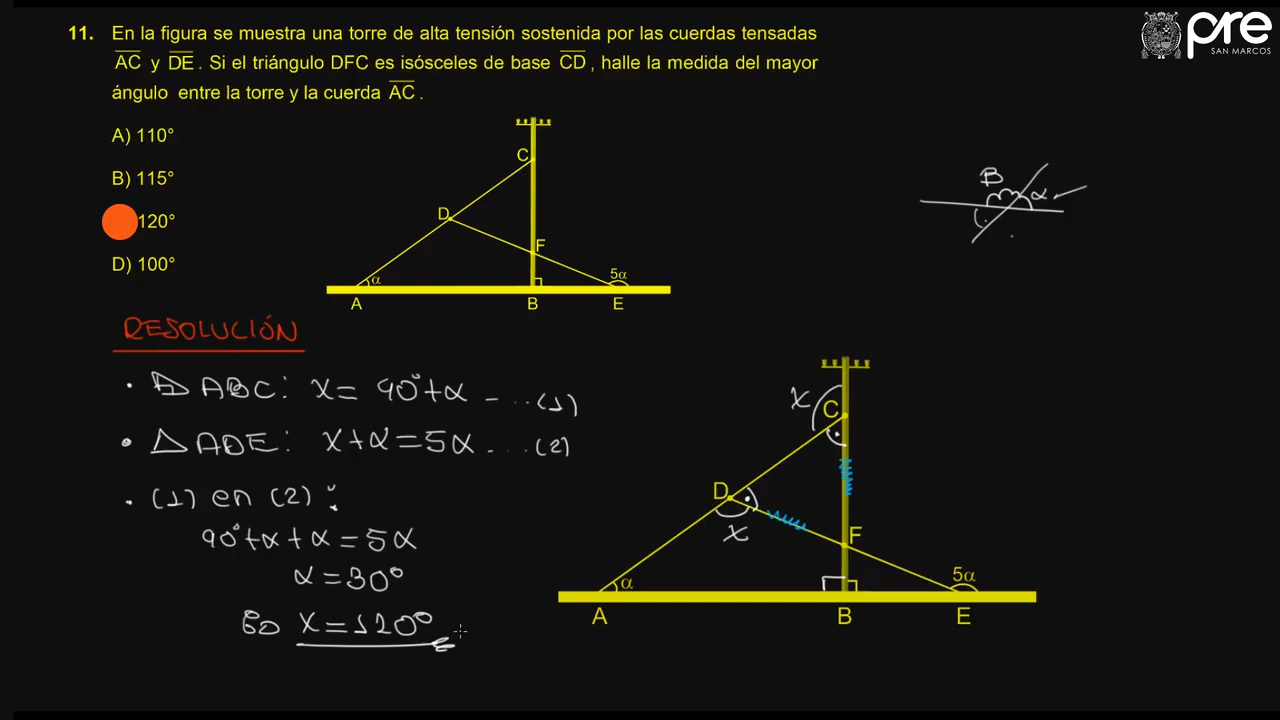 11. En la figura se muestra una torre de alta tensión sostenida por las cuerdas tensadas
AC y DE. Si el triángulo DFC es isósceles de base CD, halle la medida del mayor
ángulo entre la torre y la cuerda AC.
pre
SAN MARCOS
A) 110°
B) 115°
120°
D) 100°
C
D
F
α
5α
A
B
E
B
α
RESOLUCIÓN
• ⊿ ABC: x = 90° + α - ... (1)
• △ ADE: x + α = 5α - ... (2)
• (1) en (2) :
90° + α + α = 5α
α = 30°
x = 120°
x
C
D
x
F
α
5α
A
B
E